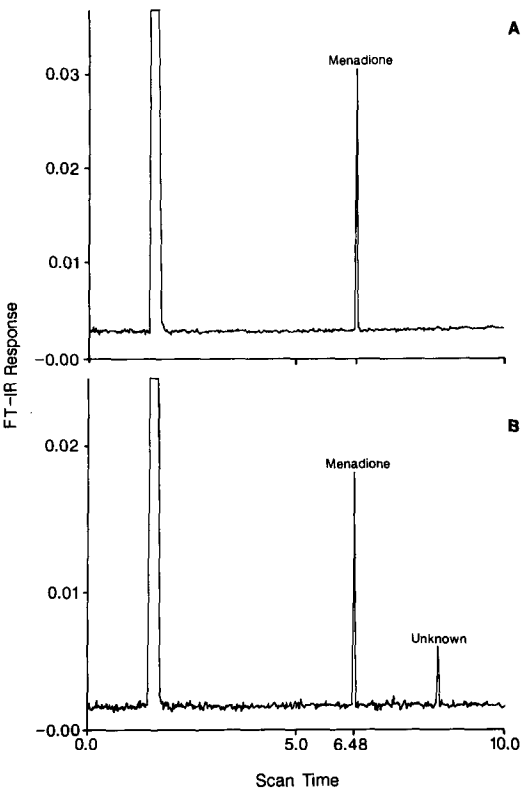 A
Menadione
0.03
0.02
0.01
−0.00
FT−IR Response
B
Menadione
0.02
0.01
Unknown
−0.00
0.0
5.0
6.48
10.0
Scan Time